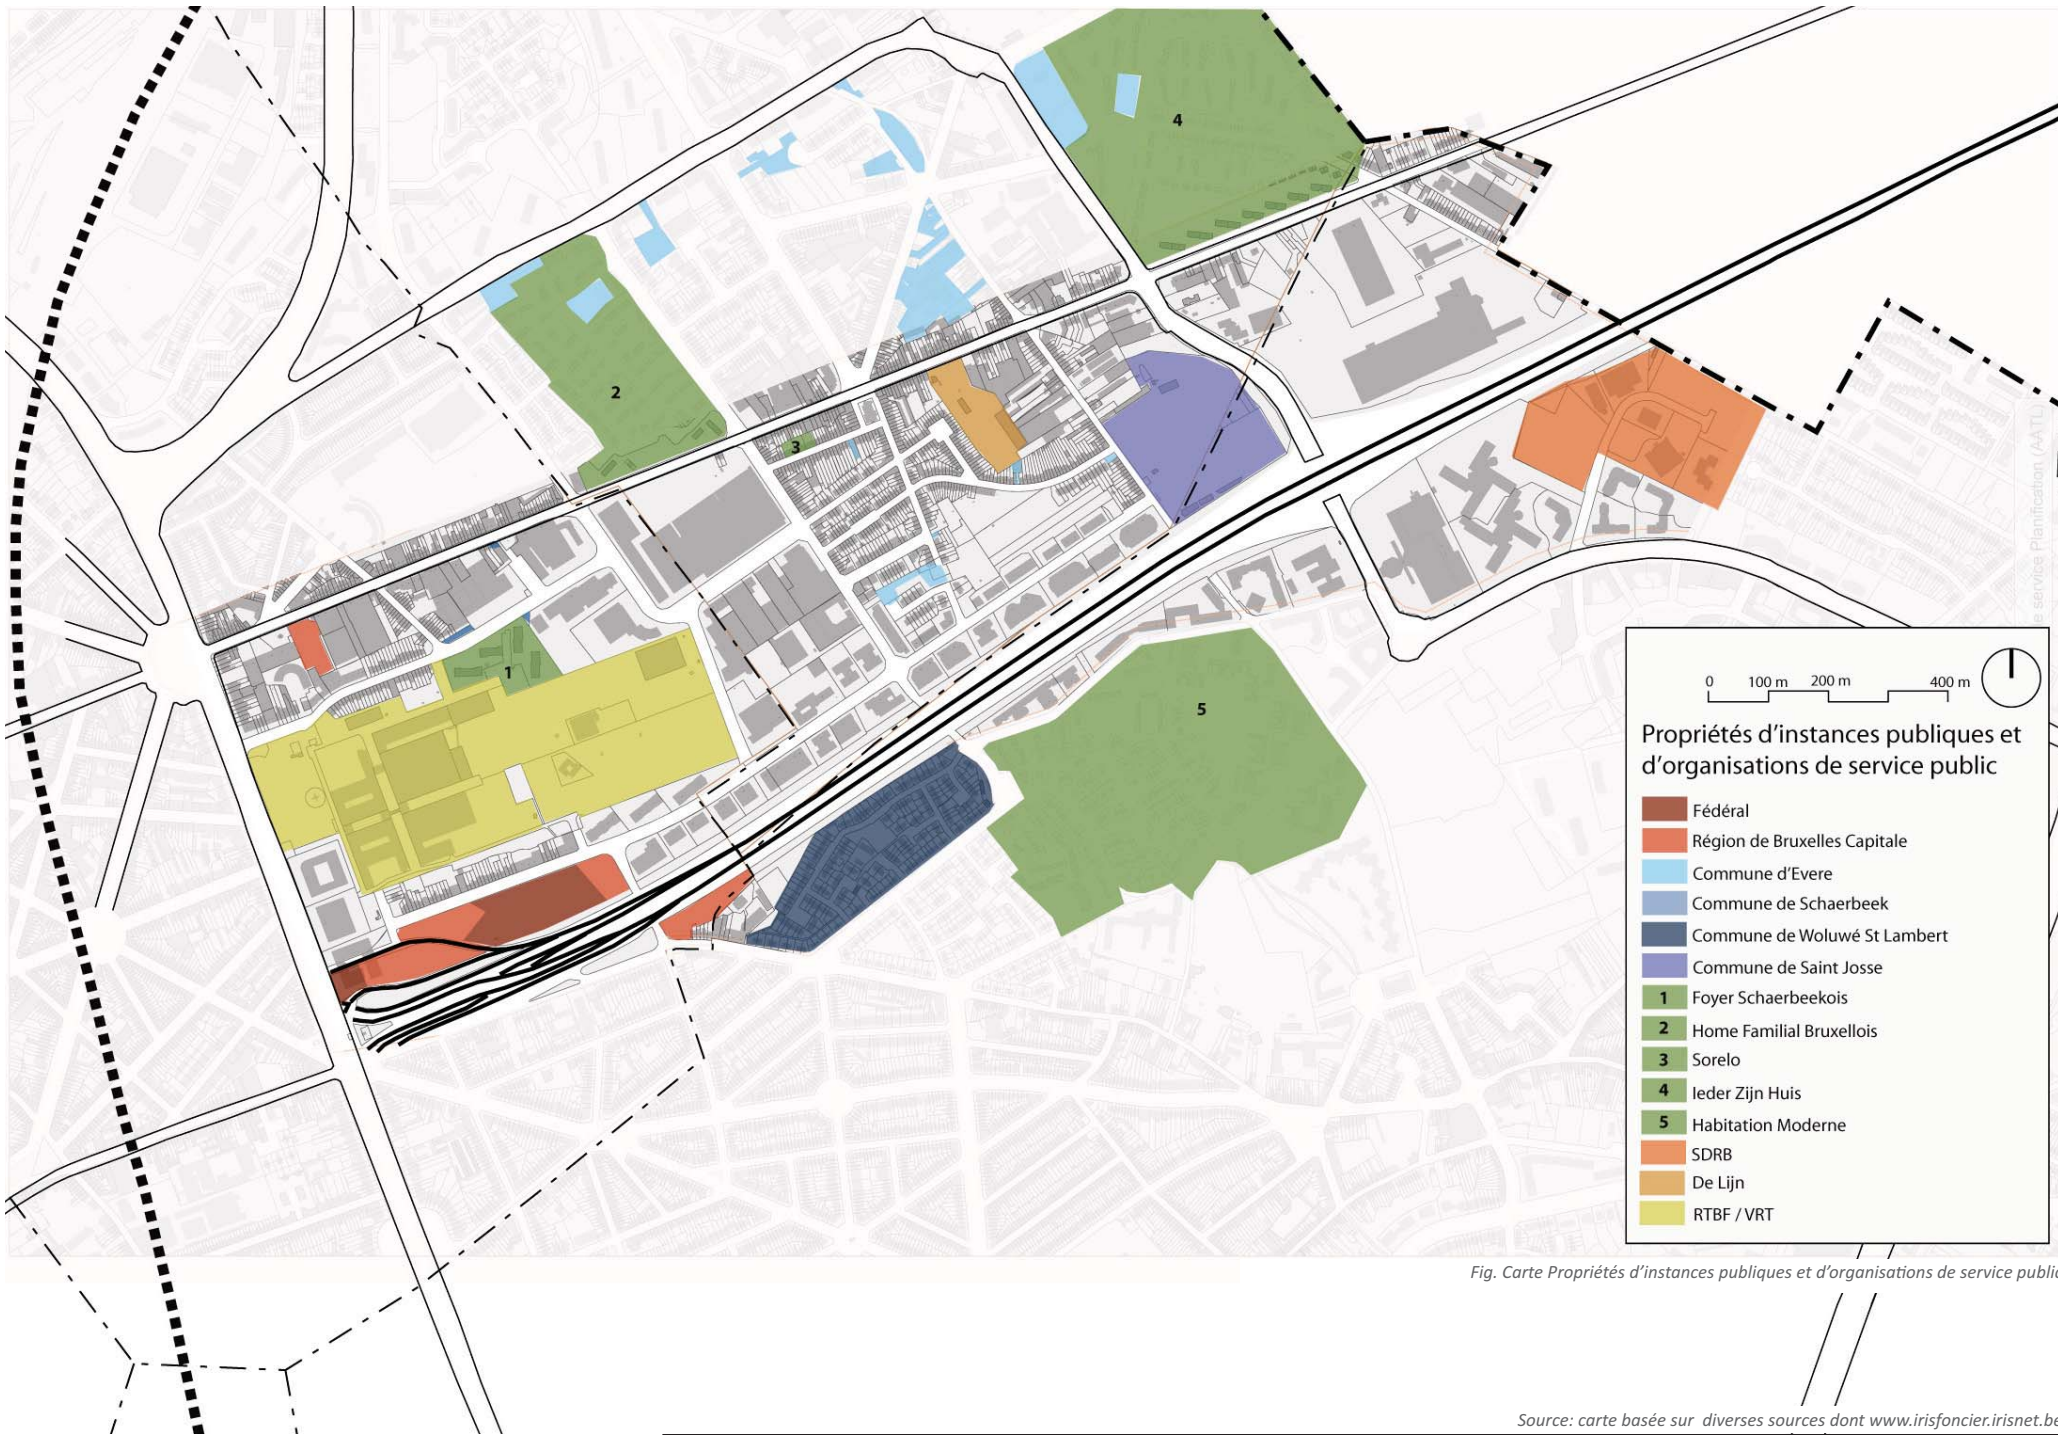 4
2
3
1
5
e service Planification (AATL
0 100 m 200 m 400 m
Propriétés d'instances publiques et
d'organisations de service public
Fédéral
Région de Bruxelles Capitale
Commune d'Evere
Commune de Schaerbeek
Commune de Woluwé St Lambert
Commune de Saint Josse
1 Foyer Schaerbeekois
2 Home Familial Bruxellois
3 Sorelo
4 Ieder Zijn Huis
5 Habitation Moderne
SDRB
De Lijn
RTBF / VRT
Fig. Carte Propriétés d'instances publiques et d'organisations de service public
Source: carte basée sur diverses sources dont www.irisfoncier.irisnet.be